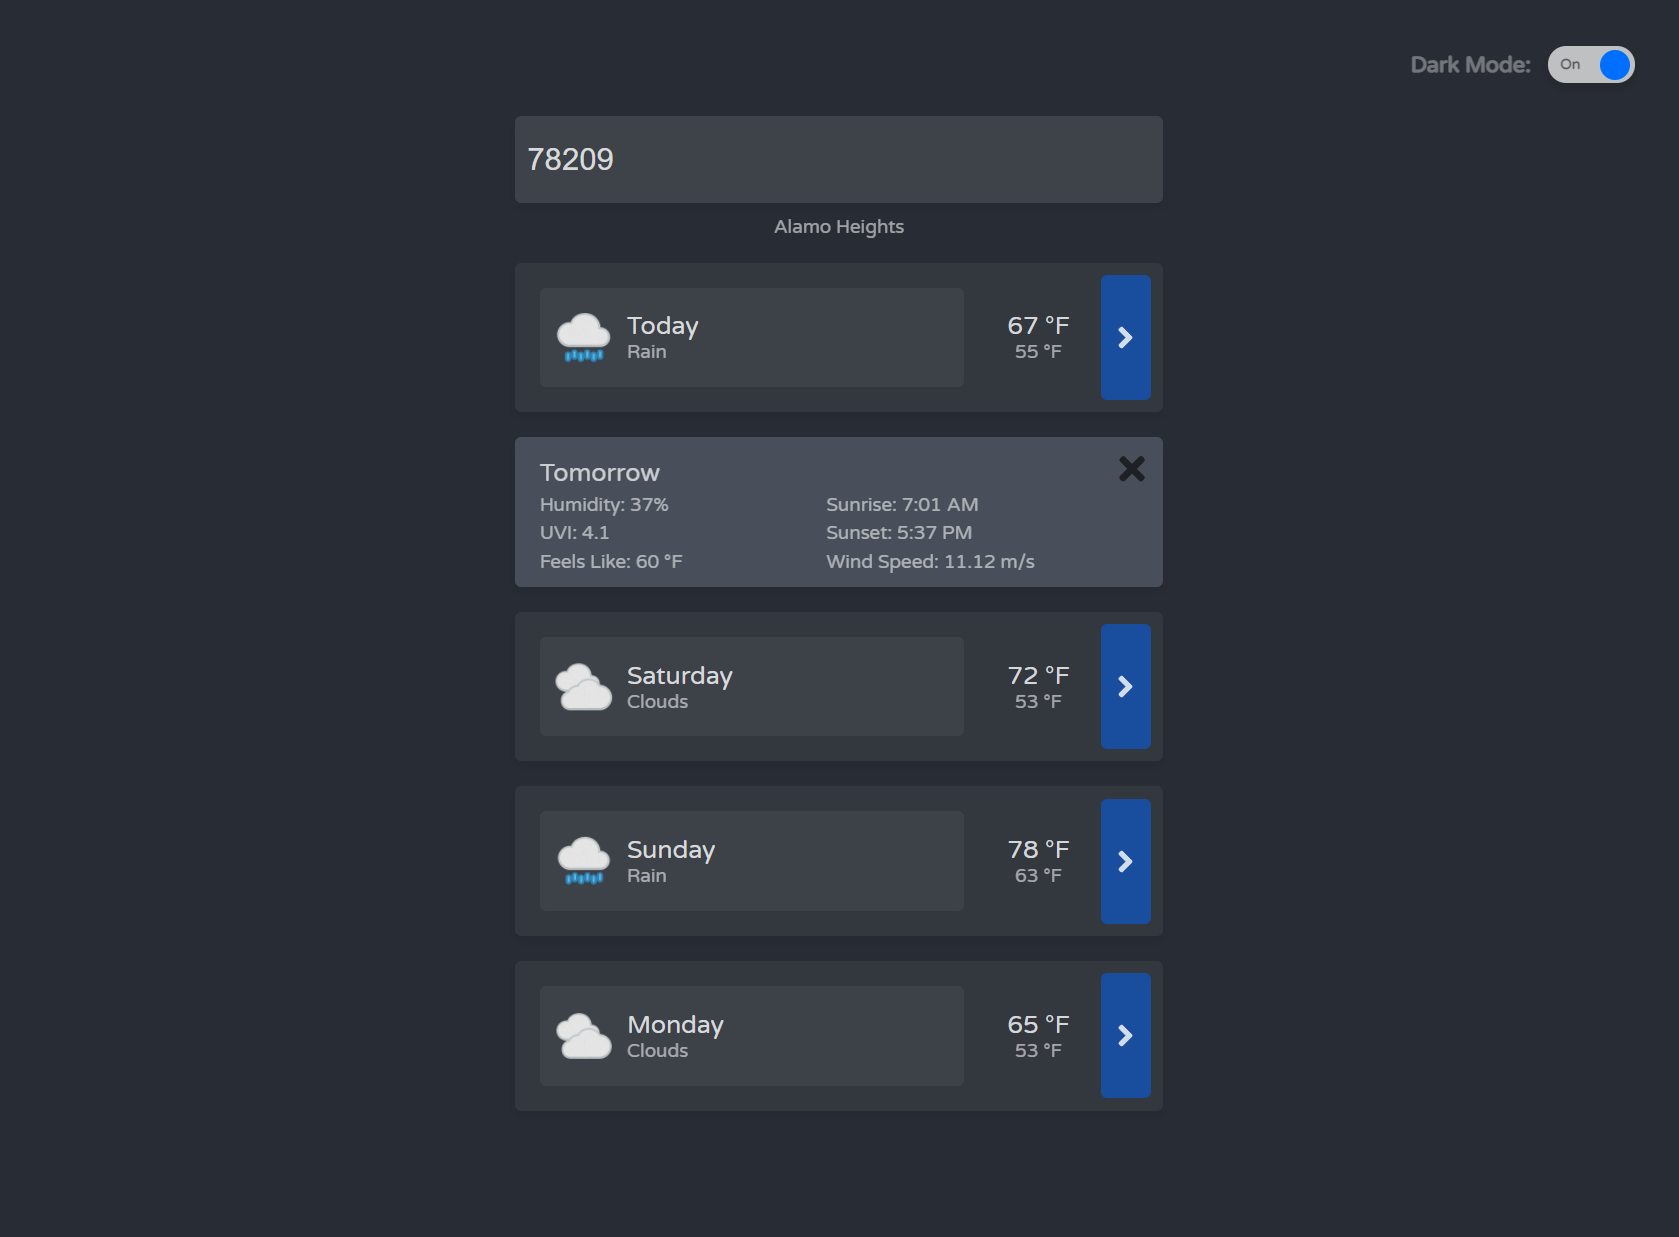 Dark Mode: On
78209
Alamo Heights
Today 67 °F
Rain 55 °F
Tomorrow
Humidity: 37% Sunrise: 7:01 AM
UVI: 4.1 Sunset: 5:37 PM
Feels Like: 60 °F Wind Speed: 11.12 m/s
Saturday 72 °F
Clouds 53 °F
Sunday 78 °F
Rain 63 °F
Monday 65 °F
Clouds 53 °F